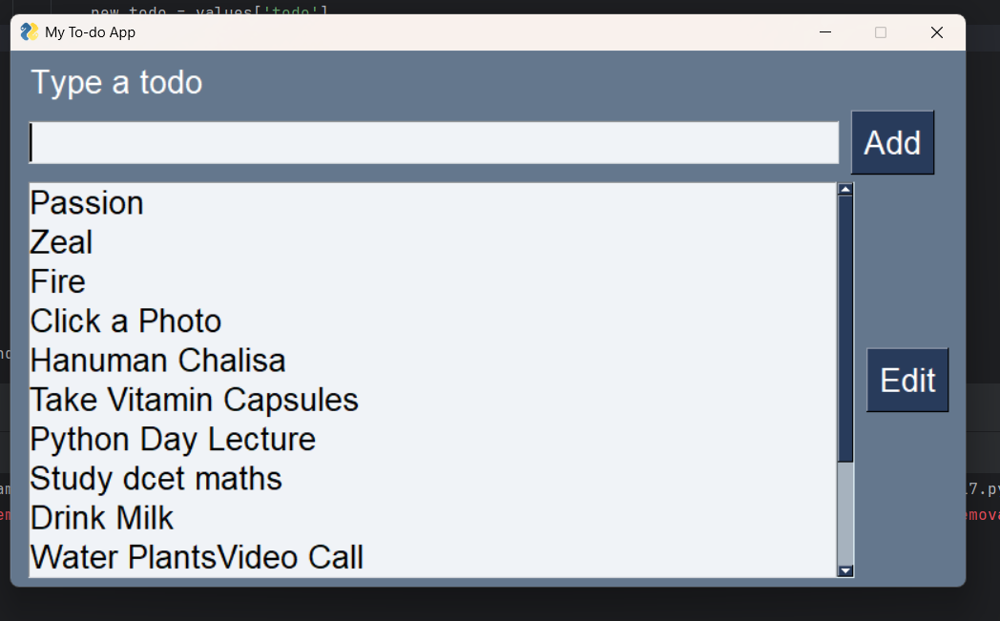 new_todo = values['todo']
My To-do App
Type a todo
Add
Passion
Zeal
Fire
Click a Photo
Hanuman Chalisa
Take Vitamin Capsules
Python Day Lecture
Study dcet maths
Drink Milk
Water PlantsVideo Call
Edit